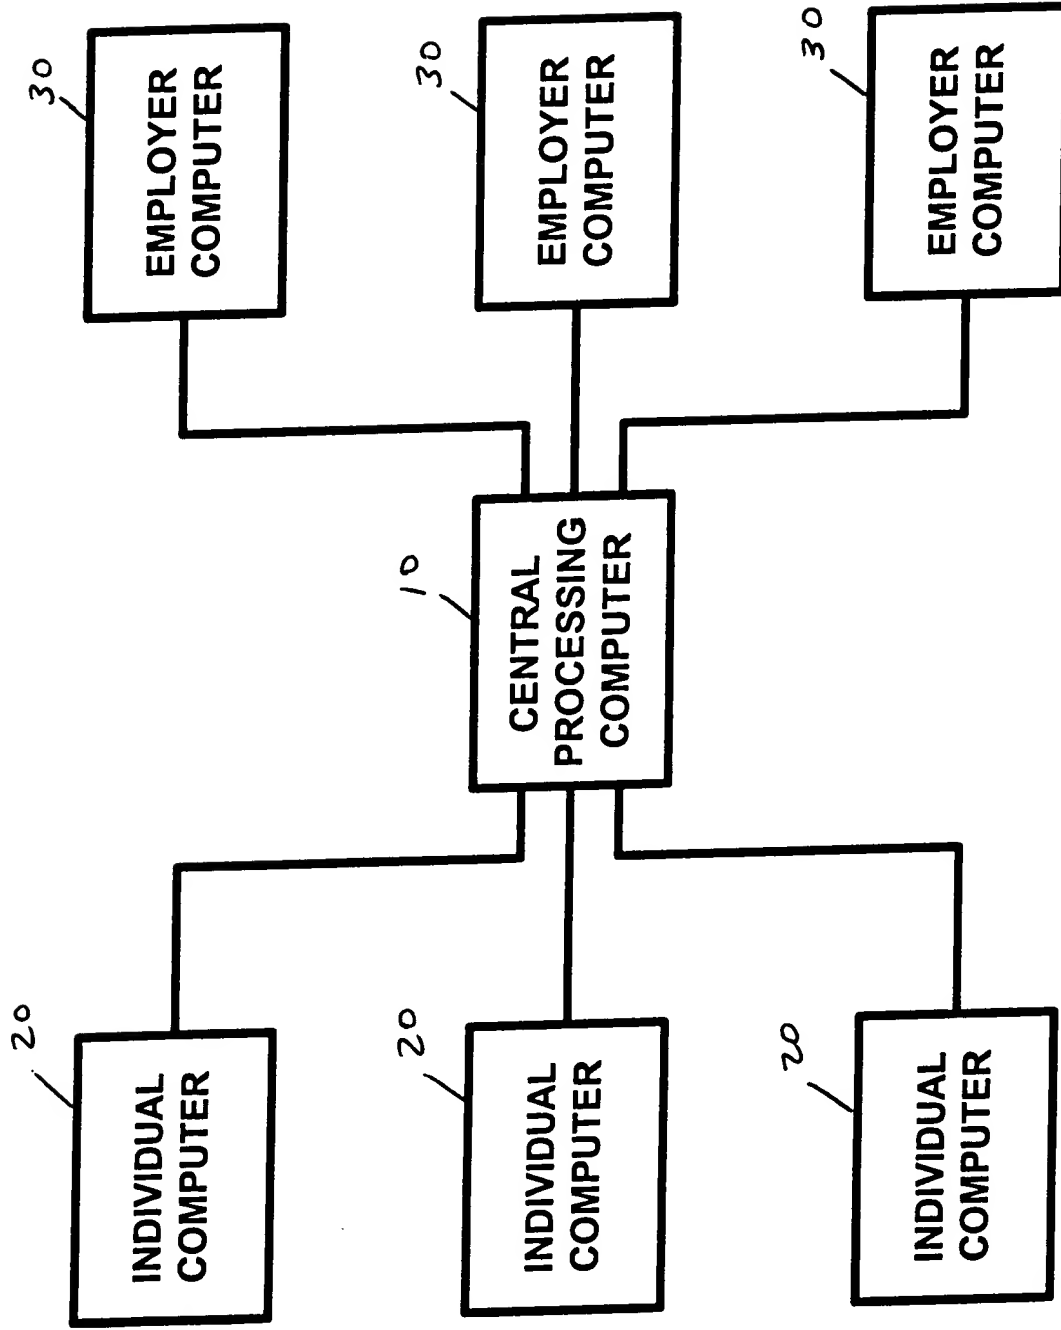 20
INDIVIDUAL
COMPUTER
30
EMPLOYER
COMPUTER
20
INDIVIDUAL
COMPUTER
10
CENTRAL
PROCESSING
COMPUTER
30
EMPLOYER
COMPUTER
20
INDIVIDUAL
COMPUTER
30
EMPLOYER
COMPUTER